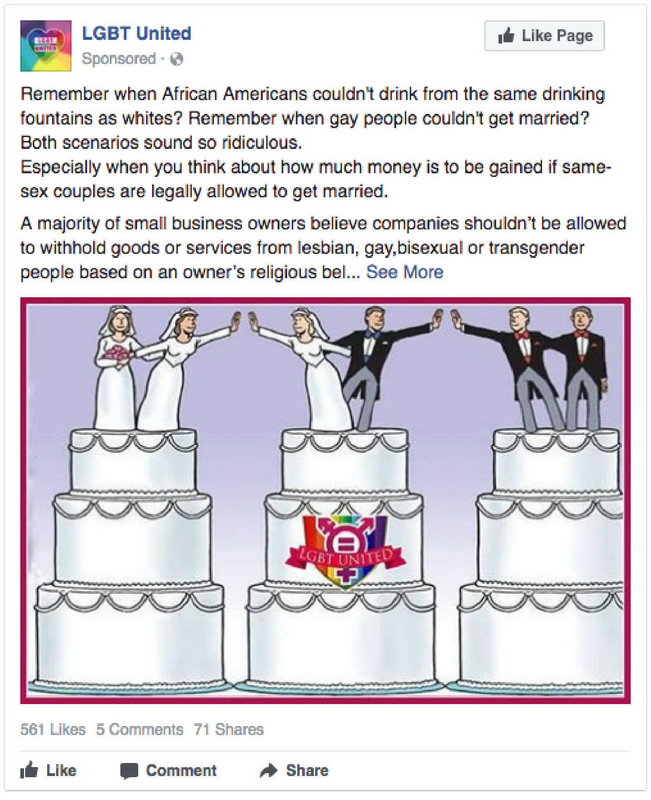 LGBT United
Like Page
Sponsored ·
LGBT
UNITED
Remember when African Americans couldn't drink from the same drinking
fountains as whites? Remember when gay people couldn't get married?
Both scenarios sound so ridiculous.
Especially when you think about how much money is to be gained if same-
sex couples are legally allowed to get married.
A majority of small business owners believe companies shouldn't be allowed
to withhold goods or services from lesbian, gay,bisexual or transgender
people based on an owner's religious bel... See More
LGBT UNITED
561 Likes 5 Comments 71 Shares
Like Comment Share